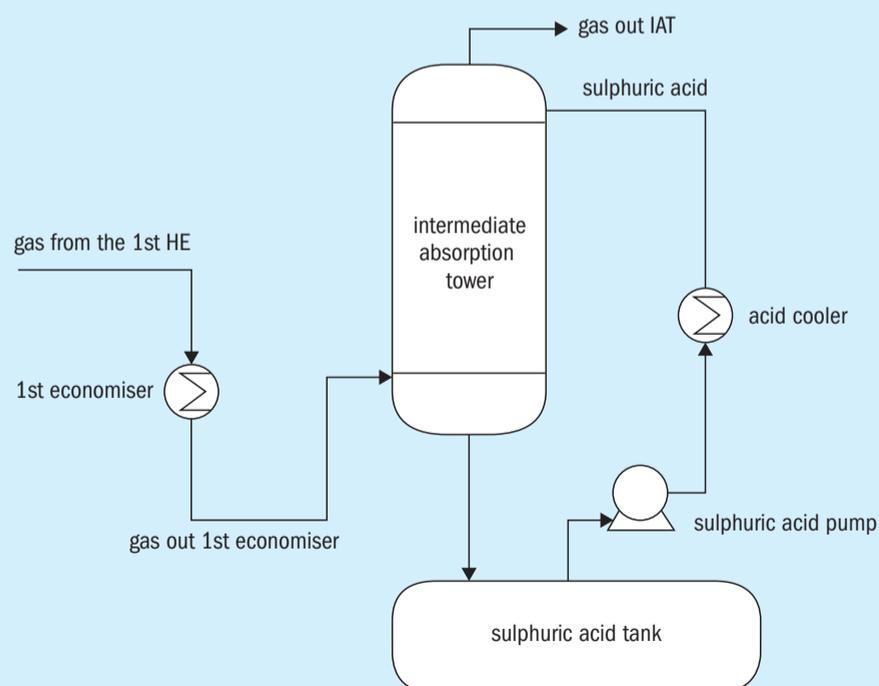 gas out IAT
sulphuric acid
intermediate
absorption
tower
gas from the 1st HE
acid cooler
1st economiser
sulphuric acid pump
gas out 1st economiser
sulphuric acid tank